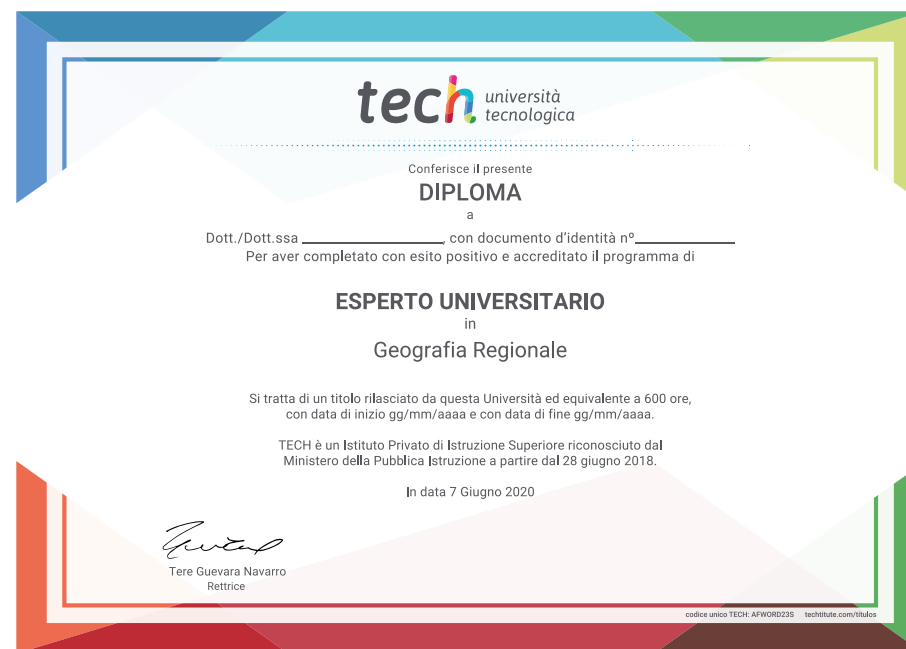 tech università
tecnologica
Conferisce il presente
DIPLOMA
a
Dott./Dott.ssa ____________________, con documento d'identità nº______________
Per aver completato con esito positivo e accreditato il programma di
ESPERTO UNIVERSITARIO
in
Geografia Regionale
Si tratta di un titolo rilasciato da questa Università ed equivalente a 600 ore,
con data di inizio gg/mm/aaaa e con data di fine gg/mm/aaaa.
TECH è un Istituto Privato di Istruzione Superiore riconosciuto dal
Ministero della Pubblica Istruzione a partire dal 28 giugno 2018.
In data 7 Giugno 2020
Tere Guevara Navarro
Rettrice
codice unico TECH: AFWORD23S techtitute.com/titulos